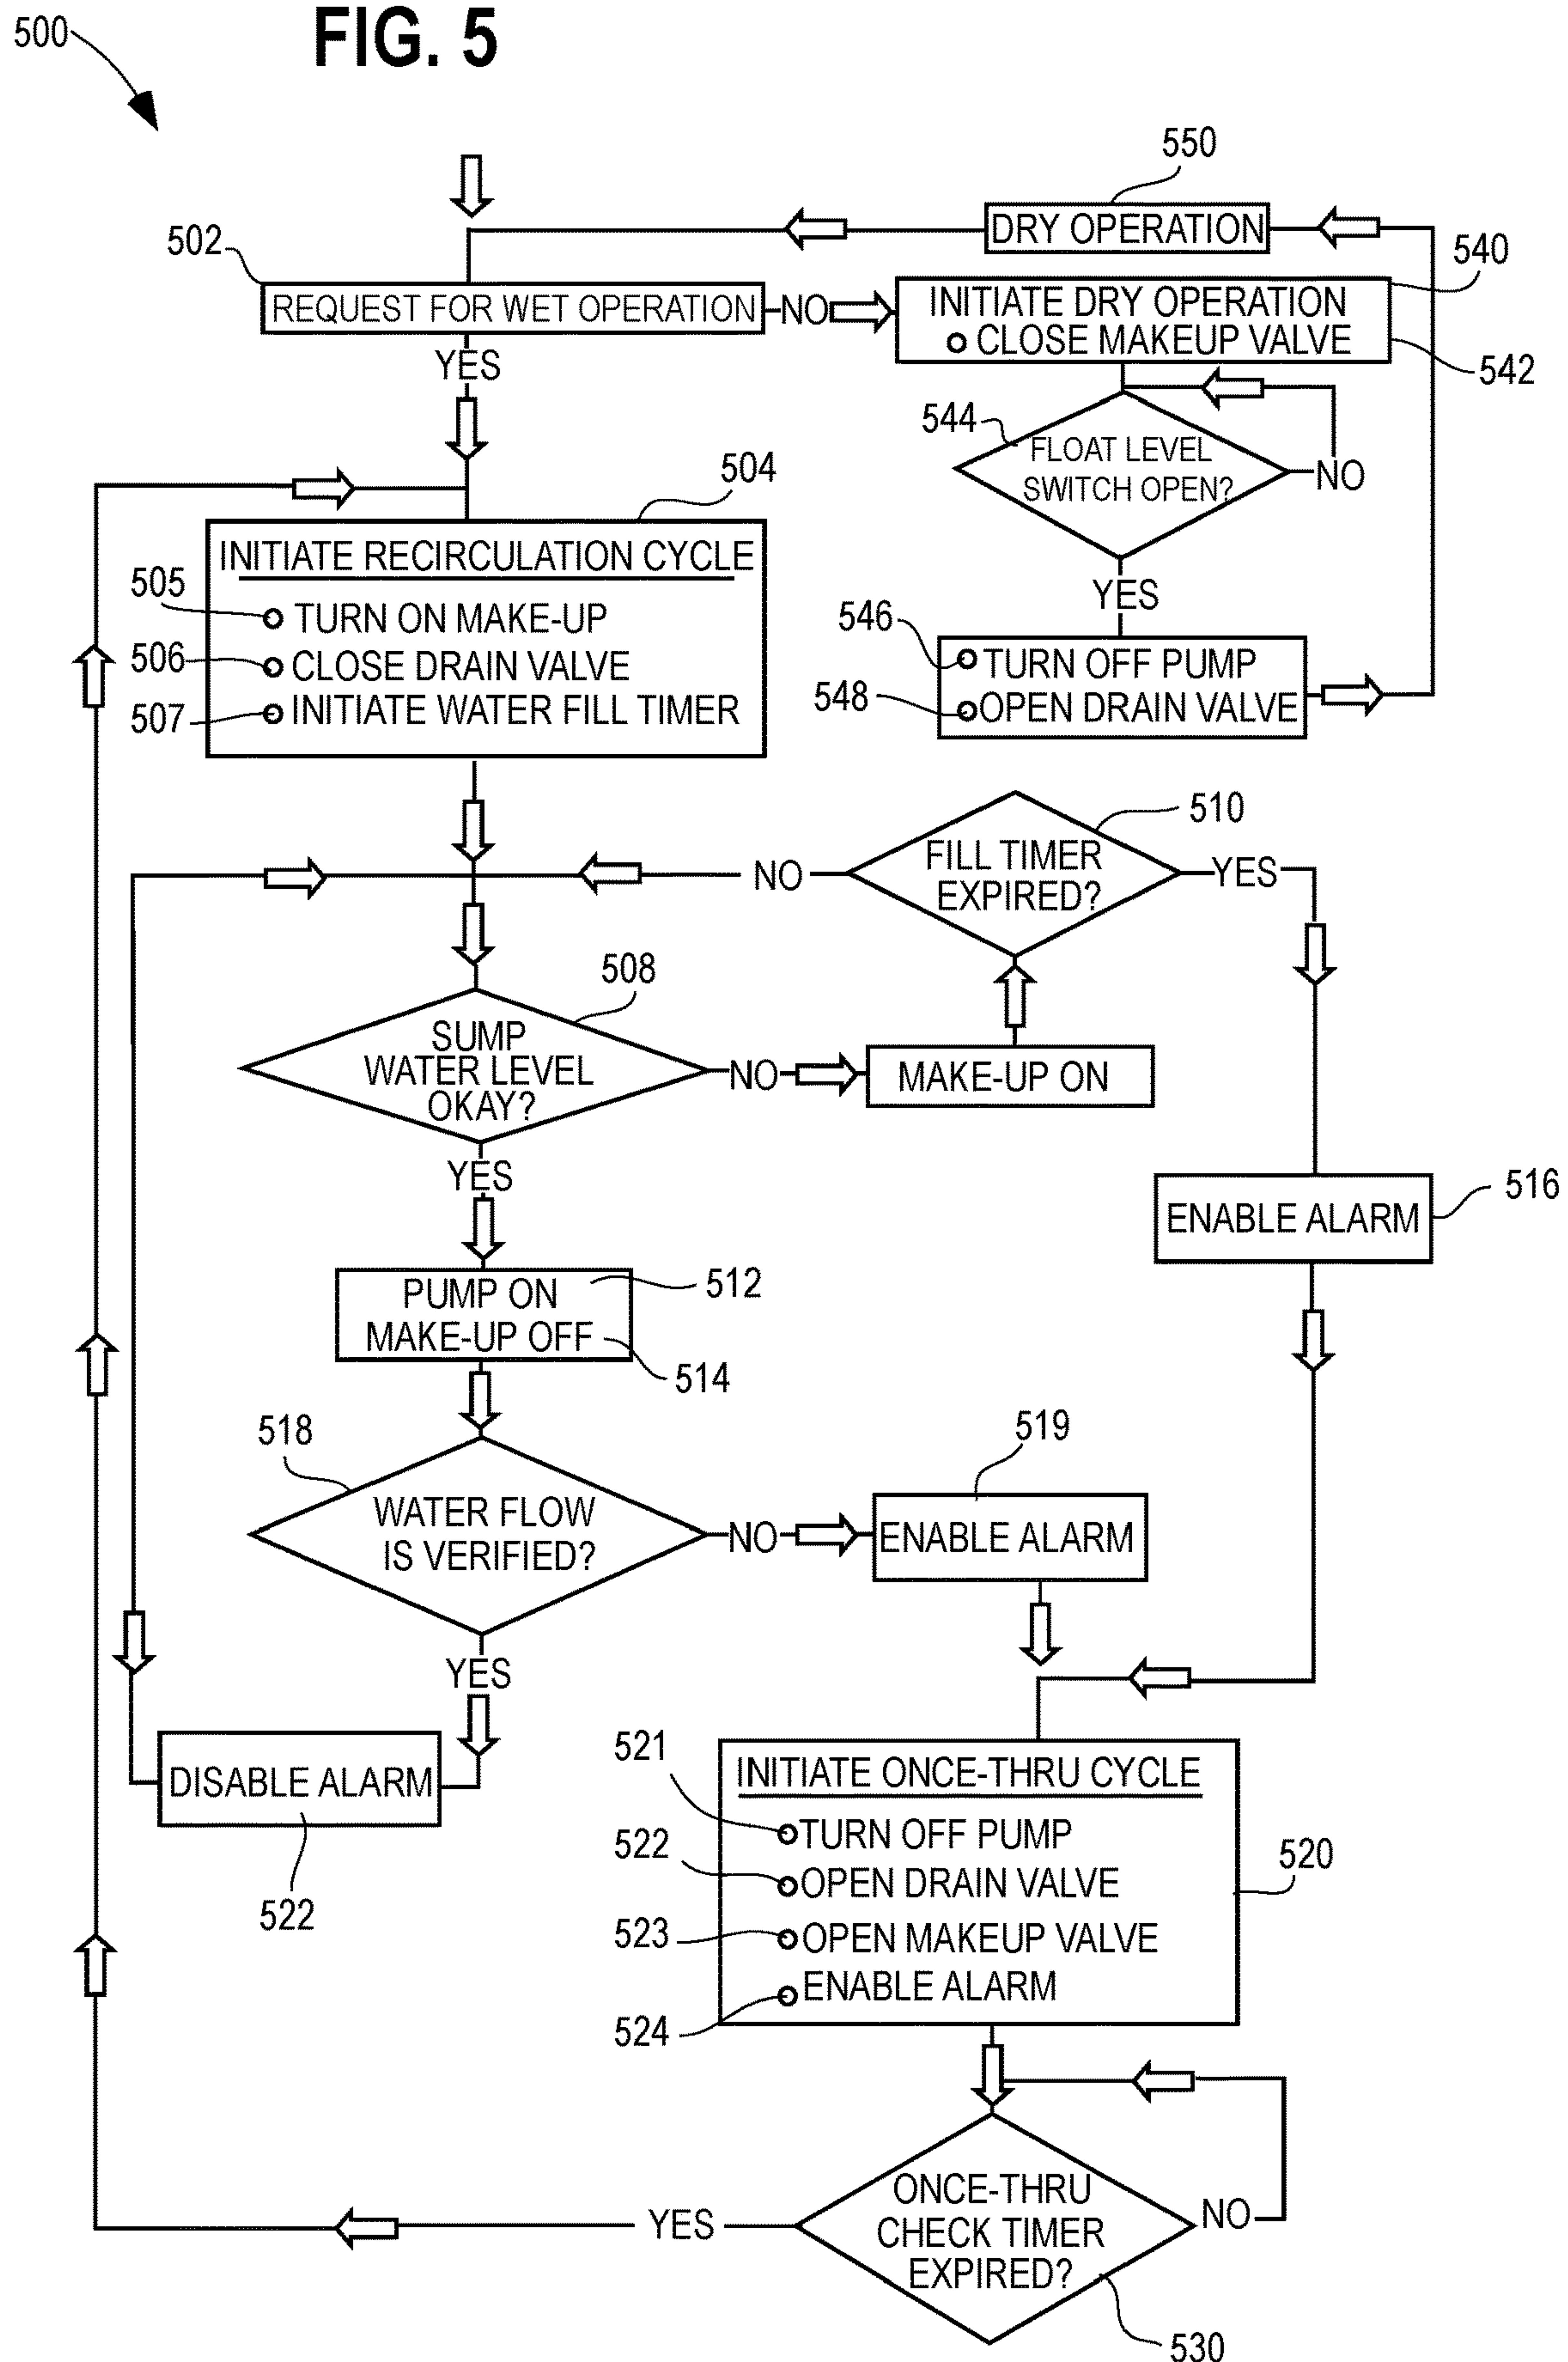 FIG. 5
500
550
DRY OPERATION
502
540
REQUEST FOR WET OPERATION
NO
INITIATE DRY OPERATION
CLOSE MAKEUP VALVE
542
YES
544
FLOAT LEVEL
SWITCH OPEN?
NO
504
INITIATE RECIRCULATION CYCLE
505
TURN ON MAKE-UP
506
CLOSE DRAIN VALVE
507
INITIATE WATER FILL TIMER
YES
546
TURN OFF PUMP
548
OPEN DRAIN VALVE
510
FILL TIMER
EXPIRED?
NO
YES
508
SUMP
WATER LEVEL
OKAY?
NO
MAKE-UP ON
YES
516
ENABLE ALARM
PUMP ON
512
MAKE-UP OFF
514
518
WATER FLOW
IS VERIFIED?
NO
519
ENABLE ALARM
YES
DISABLE ALARM
522
INITIATE ONCE-THRU CYCLE
521
TURN OFF PUMP
522
OPEN DRAIN VALVE
520
523
OPEN MAKEUP VALVE
524
ENABLE ALARM
ONCE-THRU
CHECK TIMER
EXPIRED?
YES
NO
530